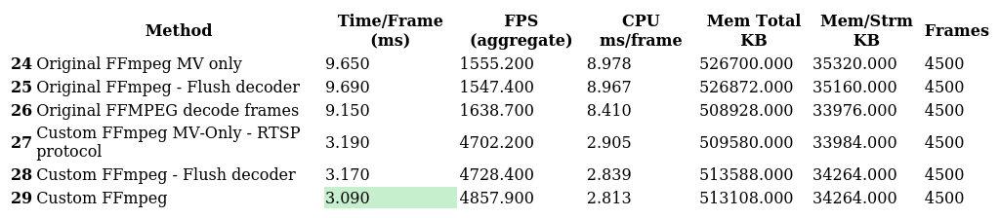 Method Time/Frame (ms) FPS (aggregate) CPU ms/frame Mem Total KB Mem/Strm KB Frames
24 Original FFmpeg MV only 9.650 1555.200 8.978 526700.000 35320.000 4500
25 Original FFmpeg - Flush decoder 9.690 1547.400 8.967 526872.000 35160.000 4500
26 Original FFMPEG decode frames 9.150 1638.700 8.410 508928.000 33976.000 4500
27 Custom FFmpeg MV-Only - RTSP protocol 3.190 4702.200 2.905 509580.000 33984.000 4500
28 Custom FFmpeg - Flush decoder 3.170 4728.400 2.839 513588.000 34264.000 4500
29 Custom FFmpeg 3.090 4857.900 2.813 513108.000 34264.000 4500